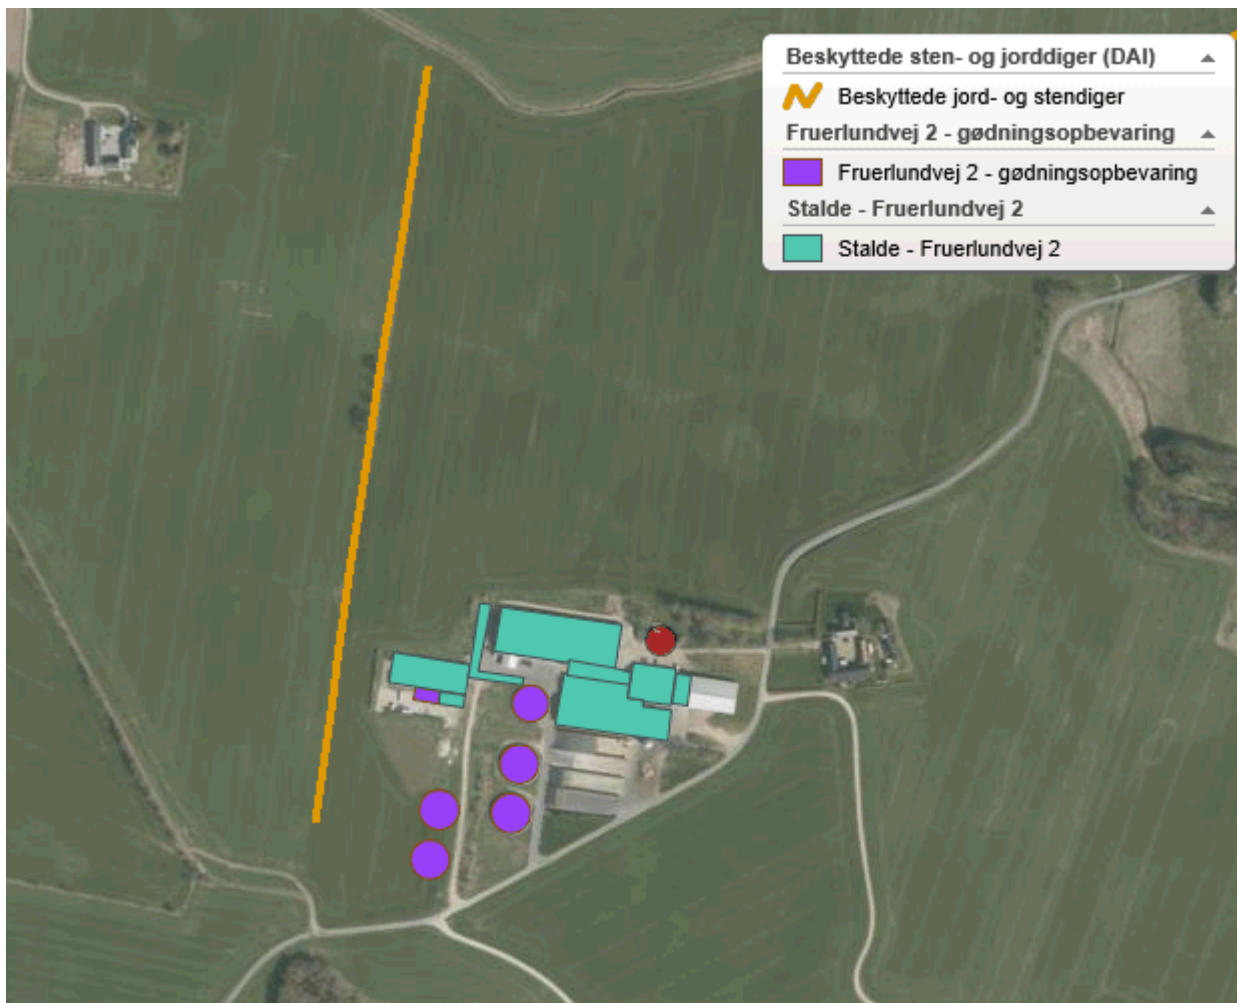 Beskyttede sten- og jorddiger (DAI)
Beskyttede jord- og stendiger
Fruerlundvej 2 - gødningsopbevaring
Fruerlundvej 2 - gødningsopbevaring
Stalde - Fruerlundvej 2
Stalde - Fruerlundvej 2